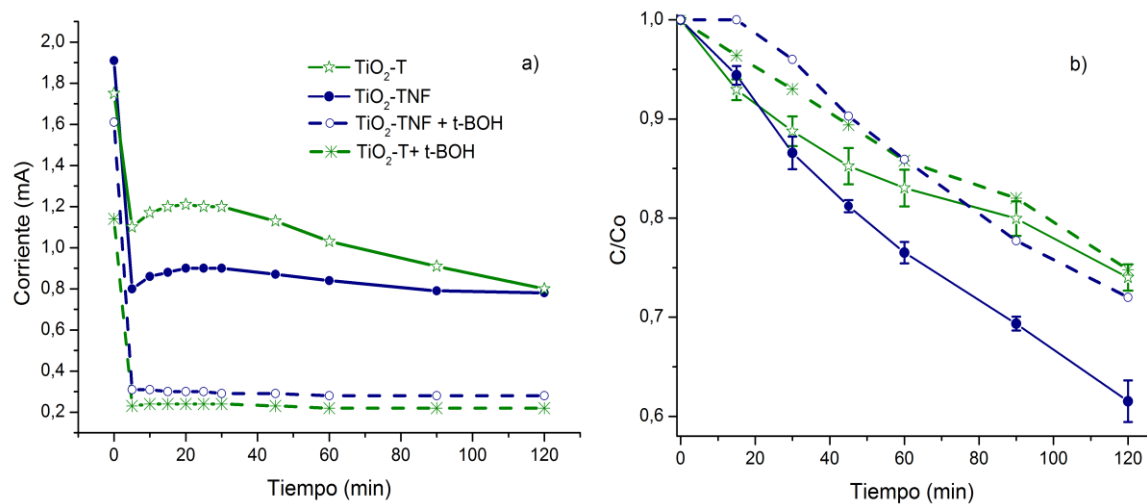 2,0
1,8
1,6
1,4
1,2
1,0
0,8
0,6
0,4
0,2
Corriente (mA)
0 20 40 60 80 100 120
Tiempo (min)
a)
TiO₂-T
TiO₂-TNF
TiO₂-TNF + t-BOH
TiO₂-T+ t-BOH
1,0
0,9
0,8
0,7
0,6
C/Co
0 20 40 60 80 100 120
Tiempo (min)
b)